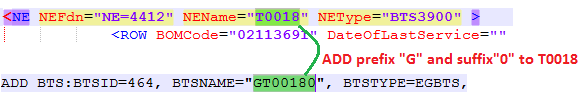 <NE NEFdn="NE=4412" NEName="T0018" NEType="BTS3900" >
<ROW BOMCode="02113691" DateOfLastService=""
ADD prefix "G" and suffix"0" to T0018
ADD BTS:BTSID=464, BTSNAME="GT00180", BTSTYPE=EGBTS,